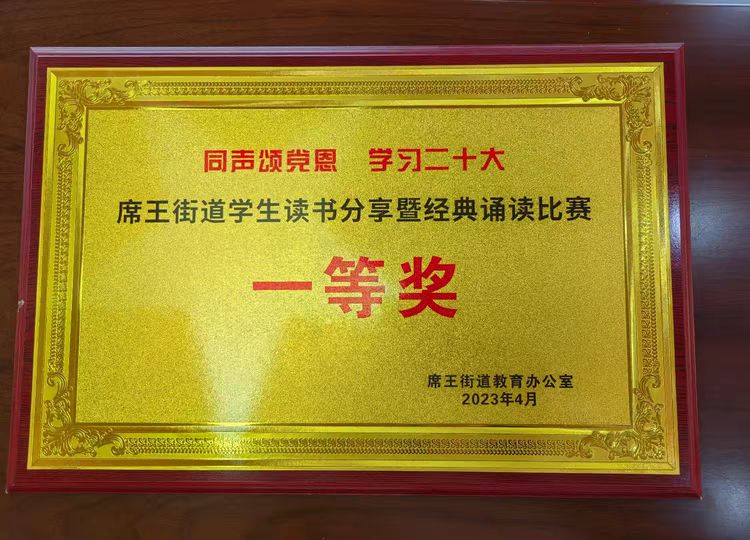 同声颂党恩 学习二十大
席王街道学生读书分享暨经典诵读比赛
一等奖
席王街道教育办公室
2023年4月